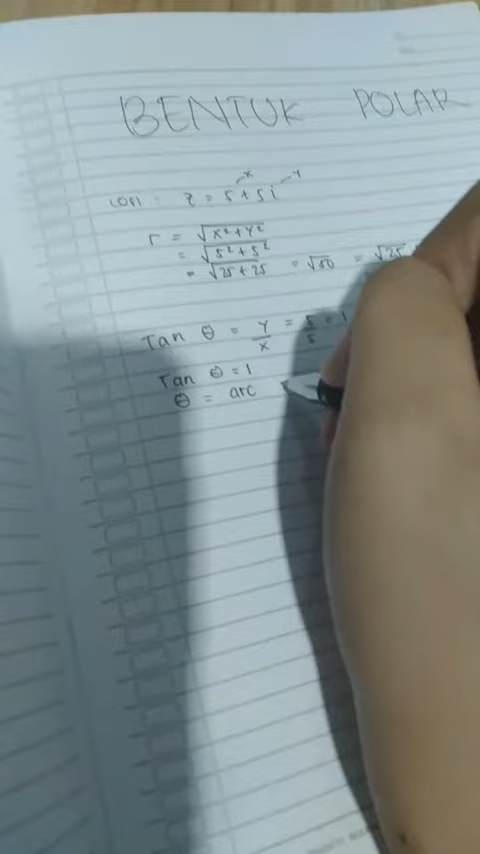 BENTUK POLAR
x y
con : z = 5 + 5i
r = √x²+y²
= √5²+5²
= √25+25 = √50 = √25
Tan θ = y/x = 5/5 = 1
Tan θ = 1
θ = arc